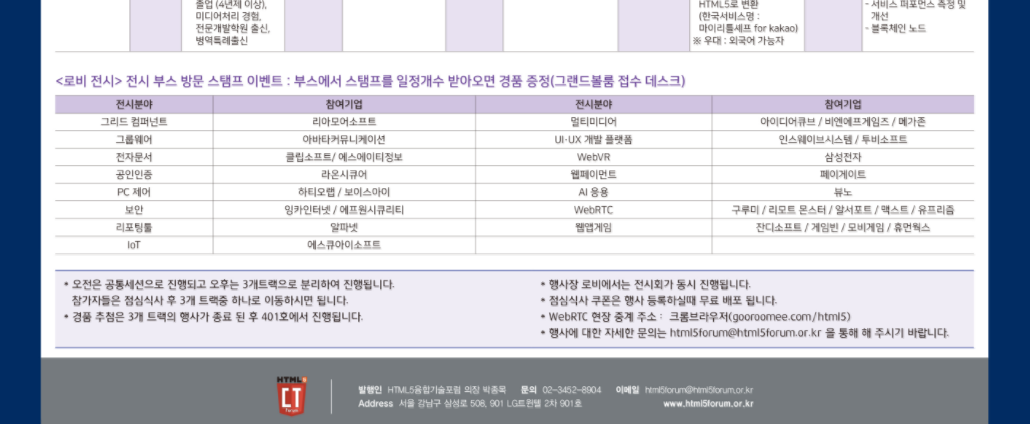 졸업 (4년제 이상),
미디어처리 경험,
전문개발학원 출신,
병역특례출신
HTML5로 변환
(한국서비스명 :
마이리틀셰프 for kakao)
※ 우대 : 외국어 가능자
- 서비스 퍼포먼스 측정 및
개선
- 블록체인 노드
<로비 전시> 전시 부스 방문 스탬프 이벤트 : 부스에서 스탬프를 일정개수 받아오면 경품 증정(그랜드볼룸 접수 데스크)
전시분야 참여기업 전시분야 참여기업
그리드 컴퍼넌트 리아모어소프트 멀티미디어 아이디어큐브 / 비엔에프게임즈 / 메가존
그룹웨어 아바타커뮤니케이션 UI·UX 개발 플랫폼 인스웨이브시스템 / 투비소프트
전자문서 클립소프트/ 에스에이티정보 WebVR 삼성전자
공인인증 라온시큐어 웹페이먼트 페이게이트
PC 제어 하티오랩 / 보이스아이 AI 응용 뷰노
보안 잉카인터넷 / 에프원시큐리티 WebRTC 구루미 / 리모트 몬스터 / 알서포트 / 맥스트 / 유프리즘
리포팅툴 알파넷 웹앱게임 잔디소프트 / 게임빈 / 모비게임 / 휴먼웍스
IoT 에스큐아이소프트
* 오전은 공통세션으로 진행되고 오후는 3개트랙으로 분리하여 진행됩니다.
참가자들은 점심식사 후 3개 트랙중 하나로 이동하시면 됩니다.
* 경품 추첨은 3개 트랙의 행사가 종료 된 후 401호에서 진행됩니다.
* 행사장 로비에서는 전시회가 동시 진행됩니다.
* 점심식사 쿠폰은 행사 등록하실때 무료 배포 됩니다.
* WebRTC 현장 중계 주소 : 크롬브라우저(gooroomee.com/html5)
* 행사에 대한 자세한 문의는 html5forum@html5forum.or.kr 을 통해 해 주시기 바랍니다.
HTML5
CT
Forum
발행인 HTML5융합기술포럼 의장 박종목 문의 02-3452-8904 이메일 html5forum@html5forum.or.kr
Address 서울 강남구 삼성로 508, 901 LG트윈텔 2차 901호 www.html5forum.or.kr